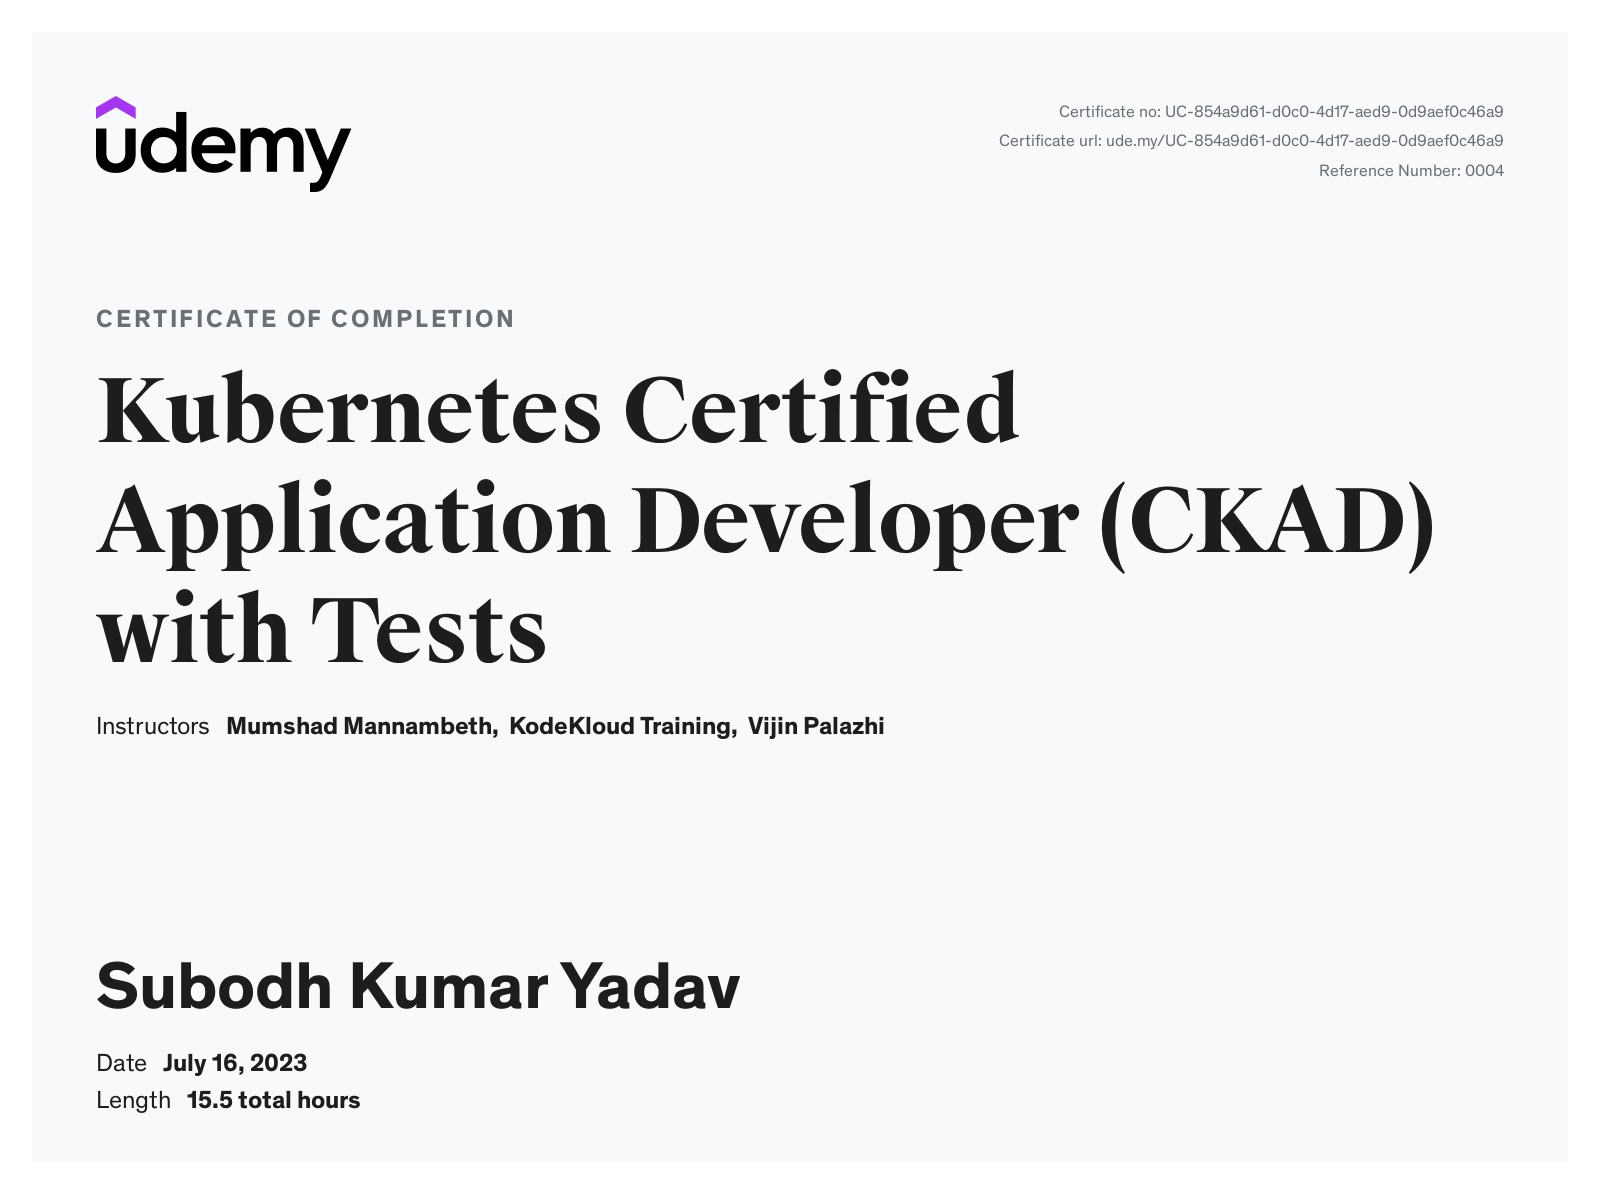 udemy
Certificate no: UC-854a9d61-d0c0-4d17-aed9-0d9aef0c46a9
Certificate url: ude.my/UC-854a9d61-d0c0-4d17-aed9-0d9aef0c46a9
Reference Number: 0004
CERTIFICATE OF COMPLETION
Kubernetes Certified
Application Developer (CKAD)
with Tests
Instructors Mumshad Mannambeth, KodeKloud Training, Vijin Palazhi
Subodh Kumar Yadav
Date July 16, 2023
Length 15.5 total hours